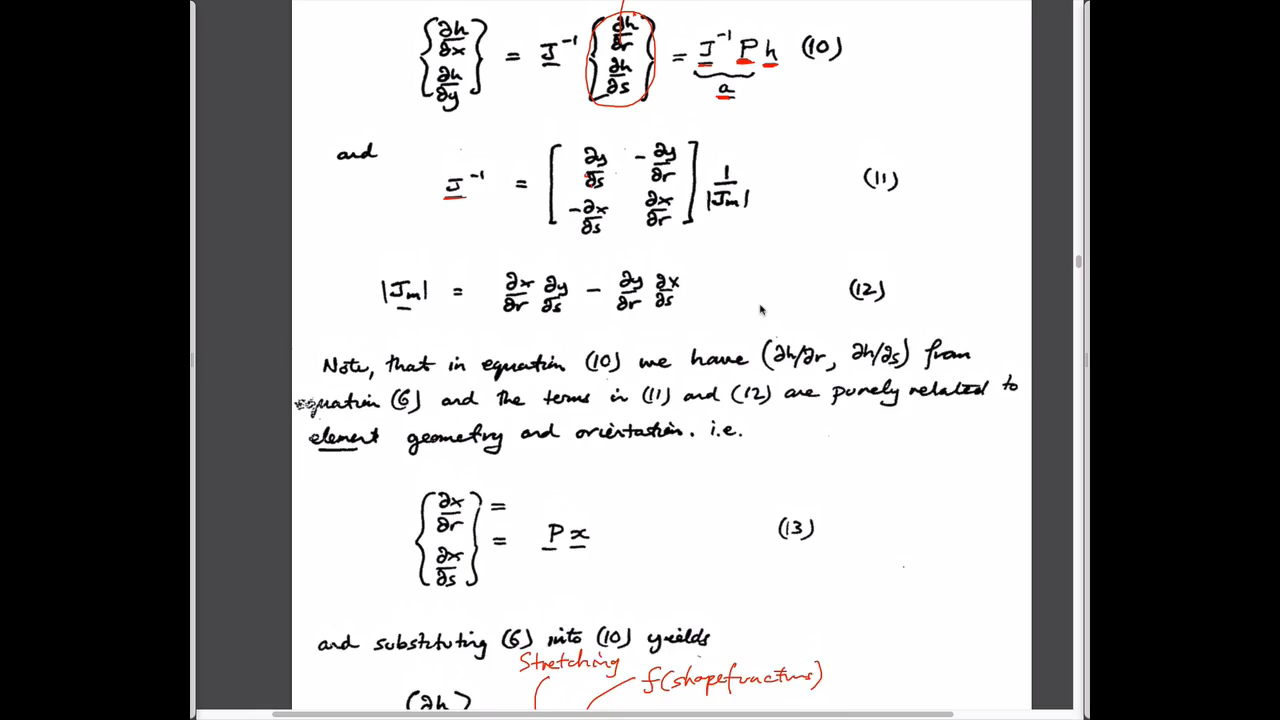 {∂h/∂x ∂h/∂y} = J⁻¹ {∂h/∂r ∂h/∂s} = J⁻¹ P h (10)
a
and
J⁻¹ = [∂y/∂s -∂y/∂r -∂x/∂s ∂x/∂r] 1/|Jm| (11)
|Jm| = ∂x/∂r ∂y/∂s - ∂y/∂r ∂x/∂s (12)
Note, that in equation (10) we have (∂h/∂r, ∂h/∂s) from
equation (6) and the terms in (11) and (12) are purely related to
element geometry and orientation. i.e.
{∂x/∂r ∂x/∂s} = = P x (13)
and substituting (6) into (10) yields
Stretching
f(shapefunctions)
{∂h